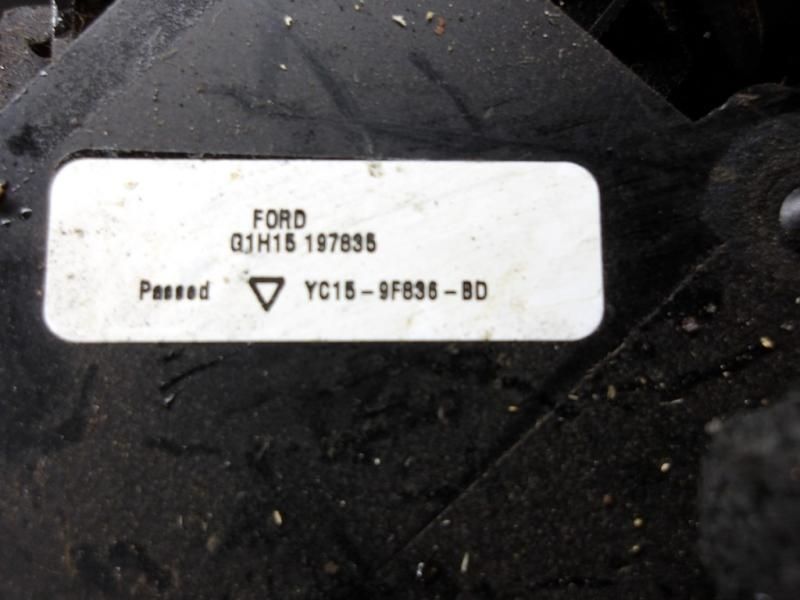 FORD
G1H15 197835
Passed ▽ YC15-9F836-BD